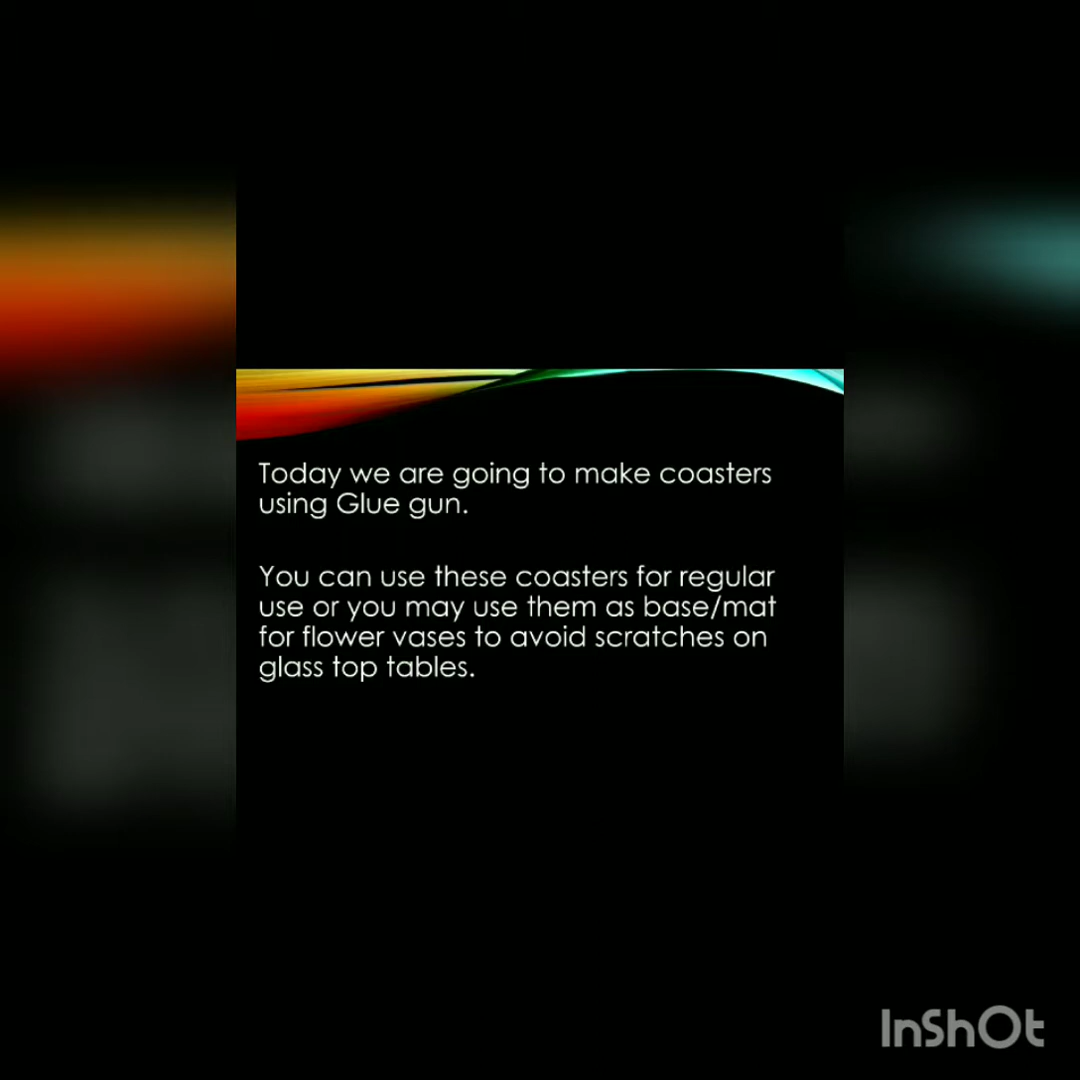 Today we are going to make coasters
using Glue gun.
You can use these coasters for regular
use or you may use them as base/mat
for flower vases to avoid scratches on
glass top tables.
InShOt